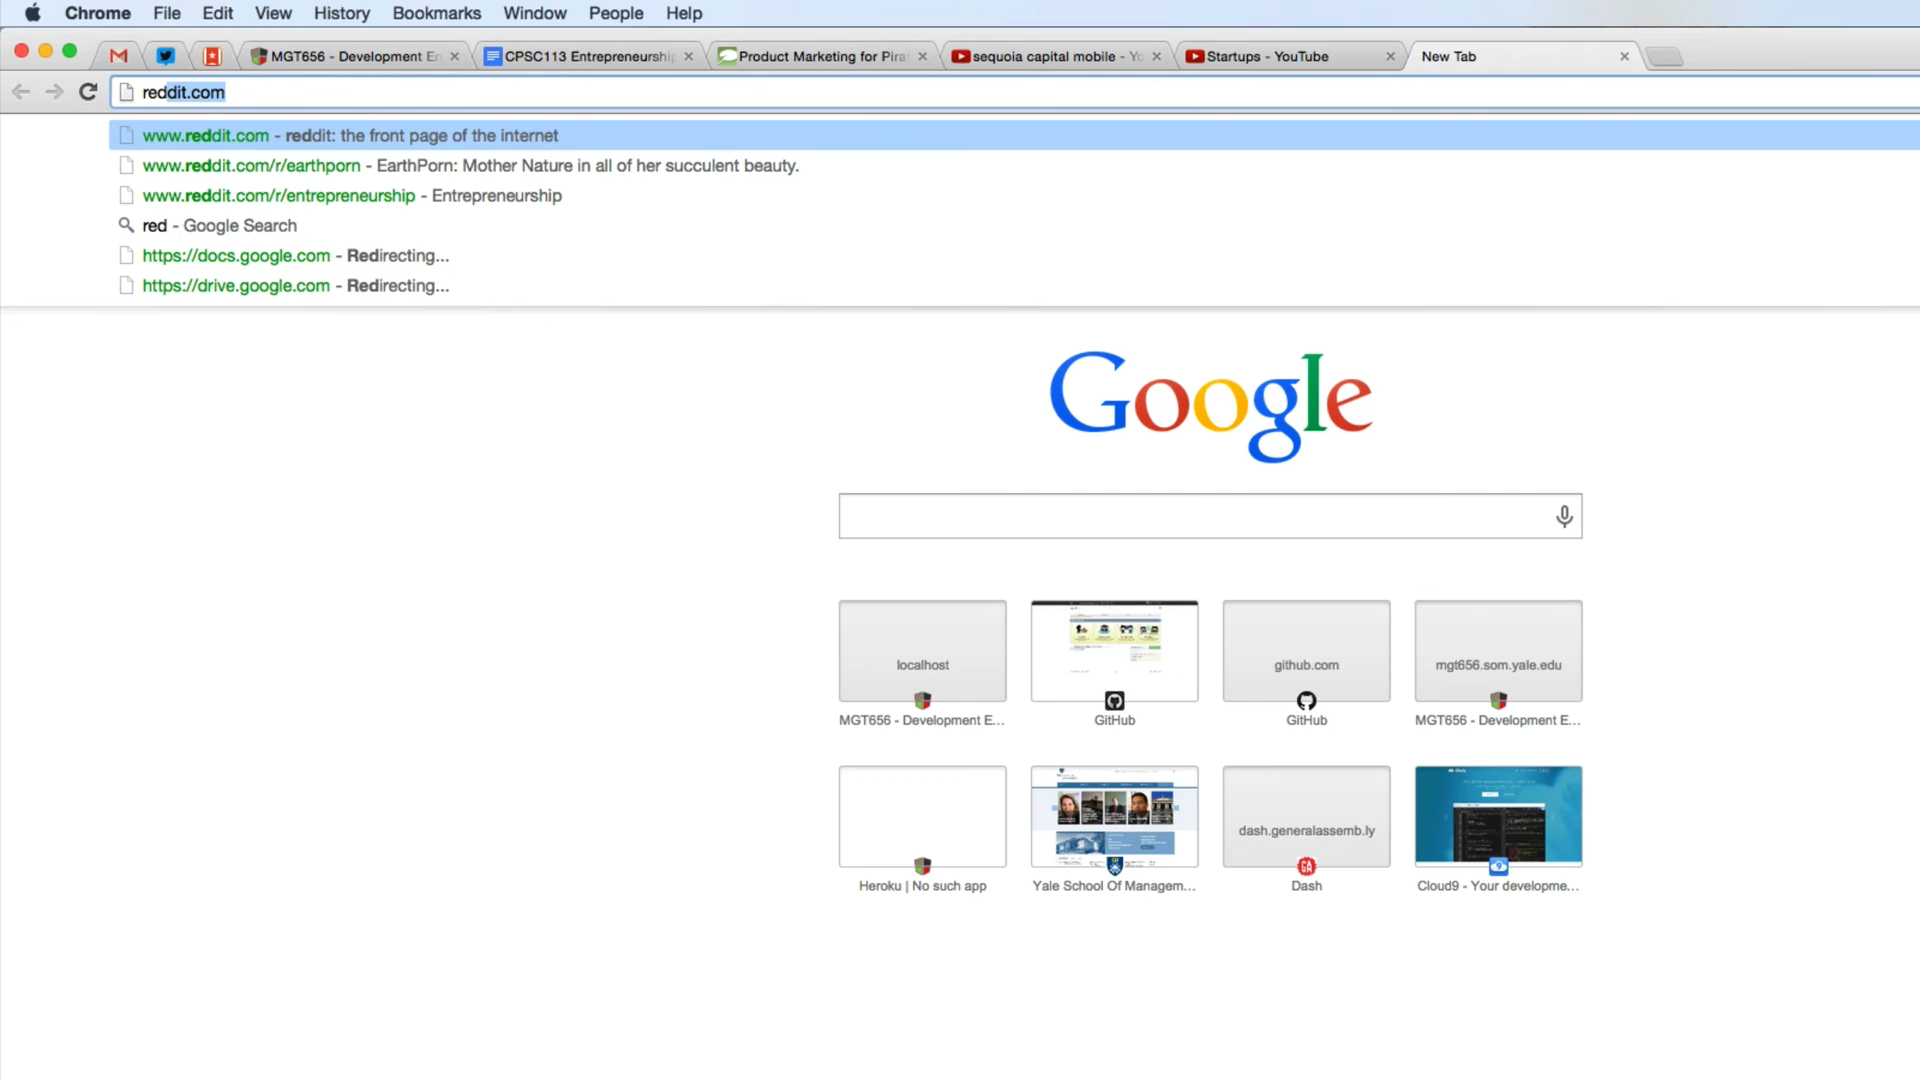 Chrome File Edit View History Bookmarks Window People Help
MGT656 - Development En CPSC113 Entrepreneurship Product Marketing for Pirat sequoia capital mobile - Yo Startups - YouTube New Tab
reddit.com
www.reddit.com - reddit: the front page of the internet
www.reddit.com/r/earthporn - EarthPorn: Mother Nature in all of her succulent beauty.
www.reddit.com/r/entrepreneurship - Entrepreneurship
red - Google Search
https://docs.google.com - Redirecting...
https://drive.google.com - Redirecting...
Google
localhost github.com mgt656.som.yale.edu
MGT656 - Development E... GitHub GitHub MGT656 - Development E...
dash.generalassemb.ly
GA
Heroku | No such app Yale School Of Managem... Dash Cloud9 - Your developme...